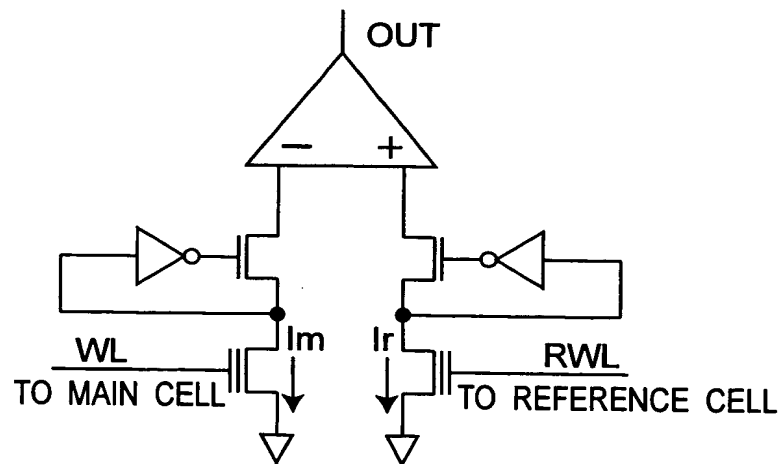 OUT
− +
Im Ir
WL RWL
TO MAIN CELL TO REFERENCE CELL